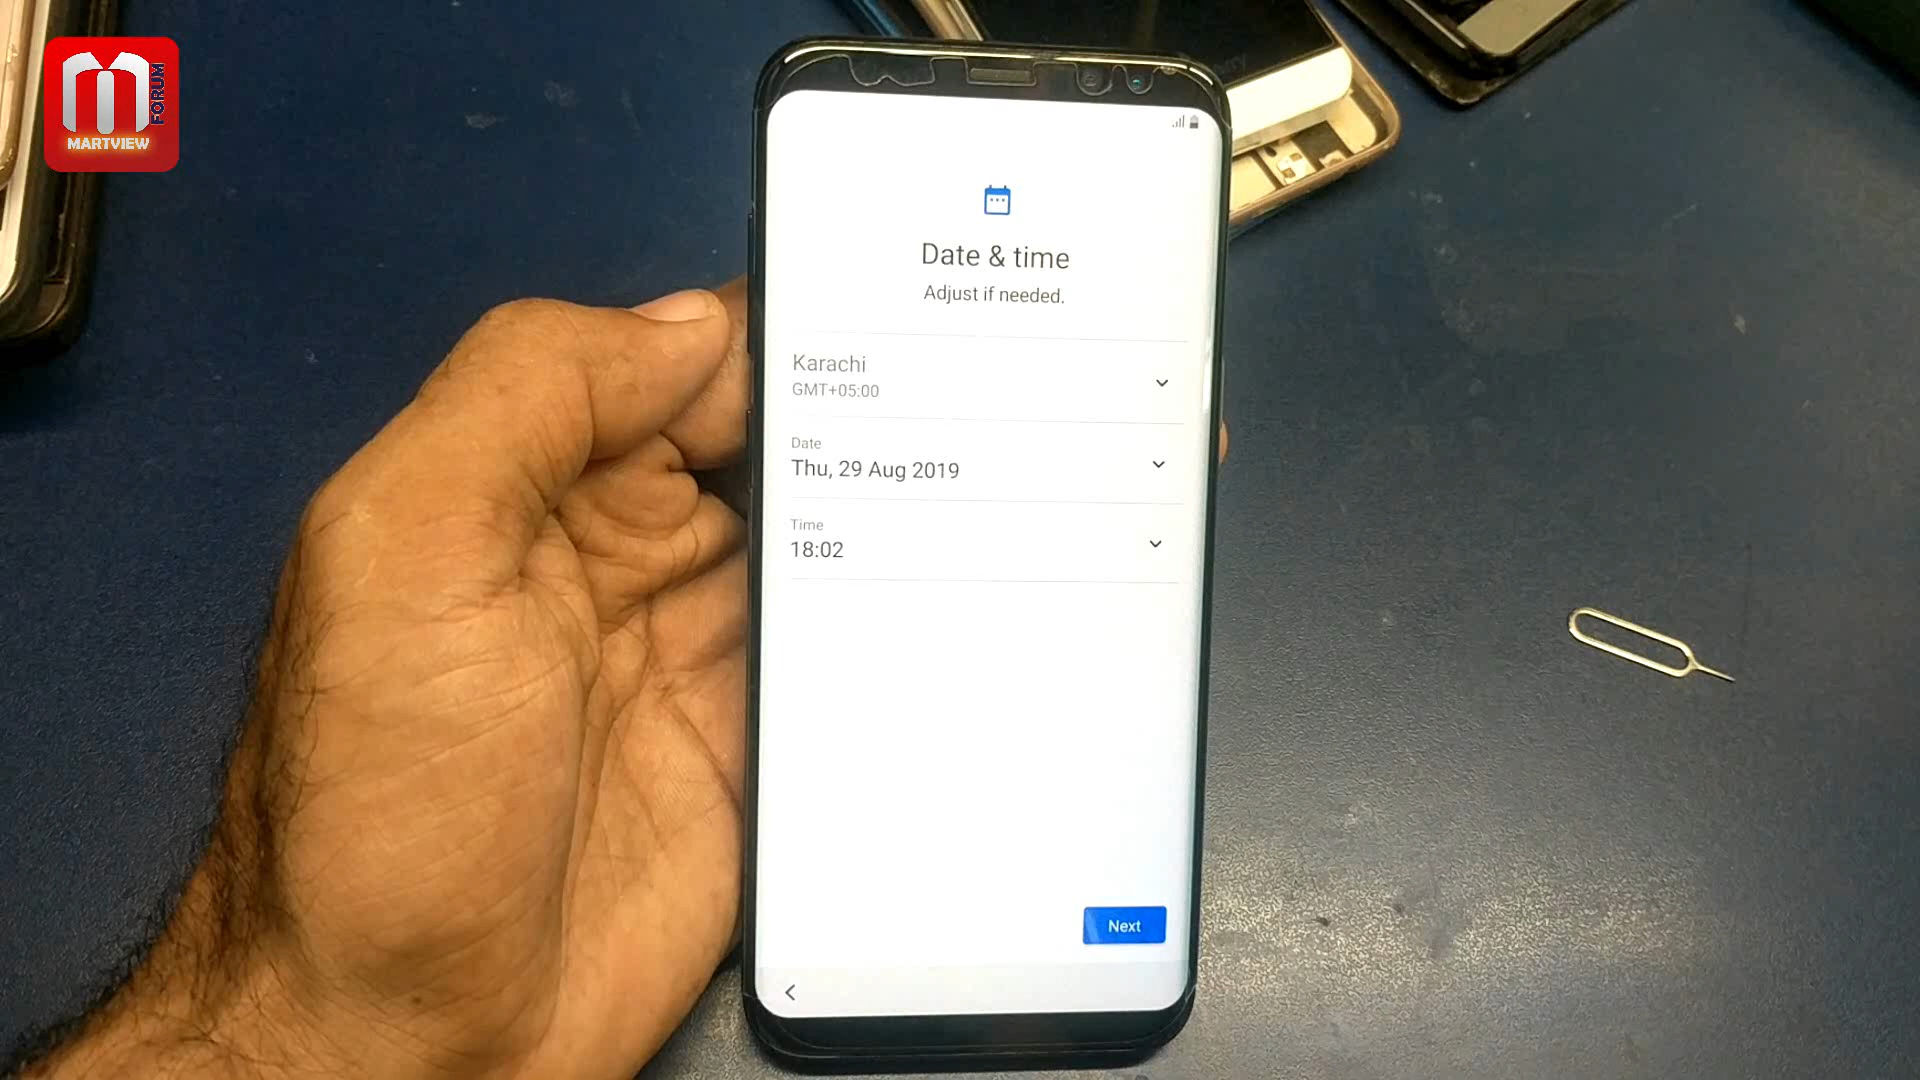 FORUM
MARTVIEW
Date & time
Adjust if needed.
Karachi
GMT+05:00
Date
Thu, 29 Aug 2019
Time
18:02
Next